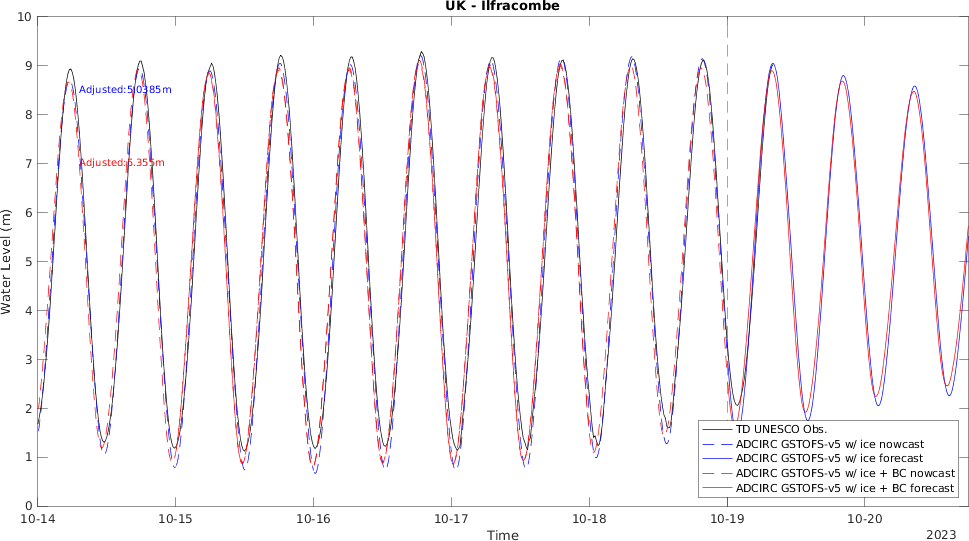 UK - Ilfracombe
10
9
8
7
6
5
4
3
2
1
0
Water Level (m)
Adjusted:5.0385m
Adjusted:5.355m
TD UNESCO Obs.
ADCIRC GSTOFS-v5 w/ ice nowcast
ADCIRC GSTOFS-v5 w/ ice forecast
ADCIRC GSTOFS-v5 w/ ice + BC nowcast
ADCIRC GSTOFS-v5 w/ ice + BC forecast
10-14 10-15 10-16 10-17 10-18 10-19 10-20
Time
2023